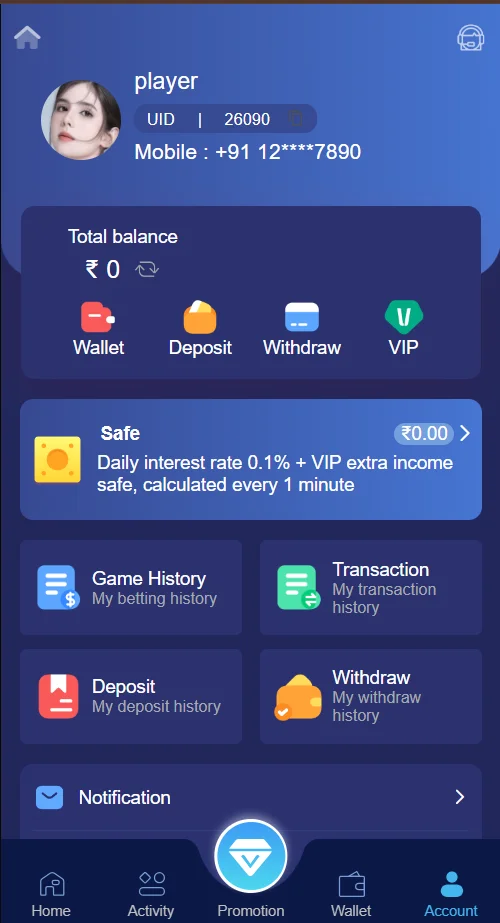 player
UID | 26090
Mobile : +91 12****7890
Total balance
₹ 0
Wallet Deposit Withdraw VIP
Safe ₹0.00
Daily interest rate 0.1% + VIP extra income
safe, calculated every 1 minute
Game History
My betting history
Transaction
My transaction
history
Deposit
My deposit history
Withdraw
My withdraw
history
Notification
Home Activity Promotion Wallet Account